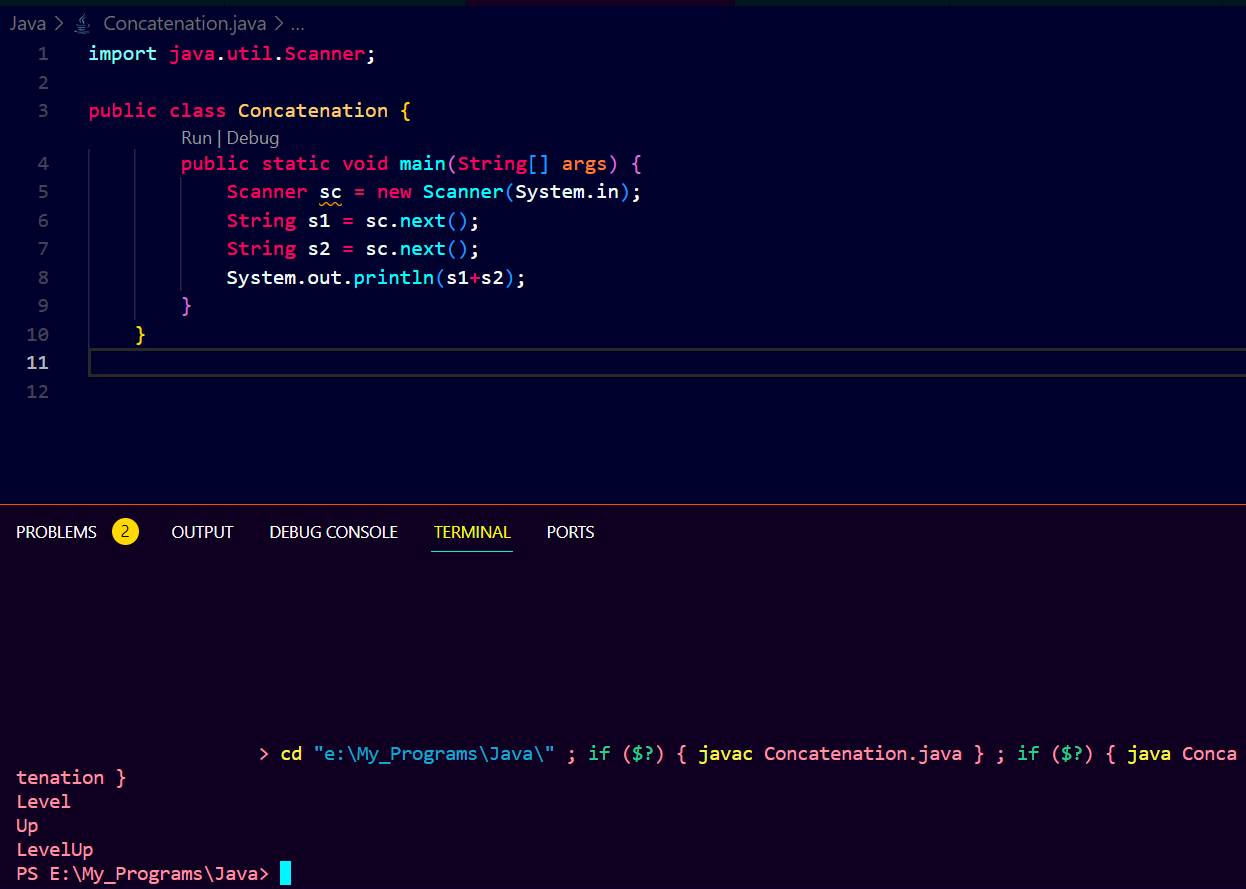 Java > Concatenation.java > ...
1 import java.util.Scanner;
2
3 public class Concatenation {
Run | Debug
4 public static void main(String[] args) {
5 Scanner sc = new Scanner(System.in);
6 String s1 = sc.next();
7 String s2 = sc.next();
8 System.out.println(s1+s2);
9 }
10 }
11
12
PROBLEMS 2 OUTPUT DEBUG CONSOLE TERMINAL PORTS
> cd "e:\My_Programs\Java\" ; if ($?) { javac Concatenation.java } ; if ($?) { java Conca
tenation }
Level
Up
LevelUp
PS E:\My_Programs\Java>